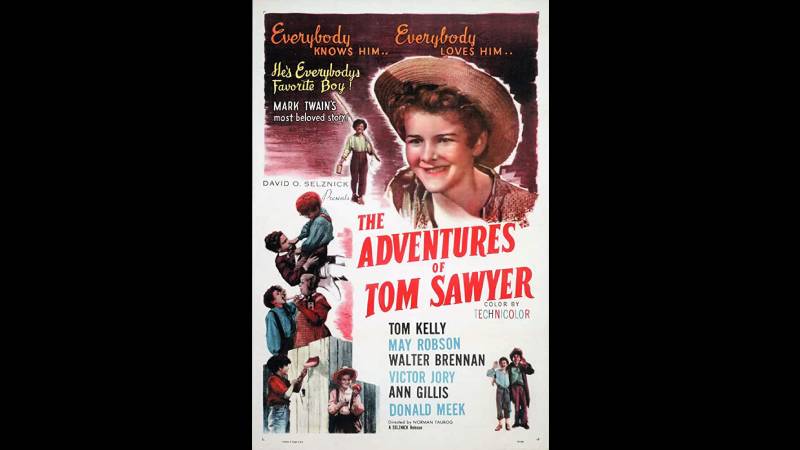 Everybody
KNOWS HIM..
Everybody
LOVES HIM..
He's Everybodys
Favorite Boy!
MARK TWAIN'S
most beloved story
DAVID O. SELZNICK
Presents
THE
ADVENTURES
OF
TOM SAWYER
COLOR BY
TECHNICOLOR
TOM KELLY
MAY ROBSON
WALTER BRENNAN
VICTOR JORY
ANN GILLIS
DONALD MEEK
Directed by NORMAN TAUROG
A SELZNICK Release